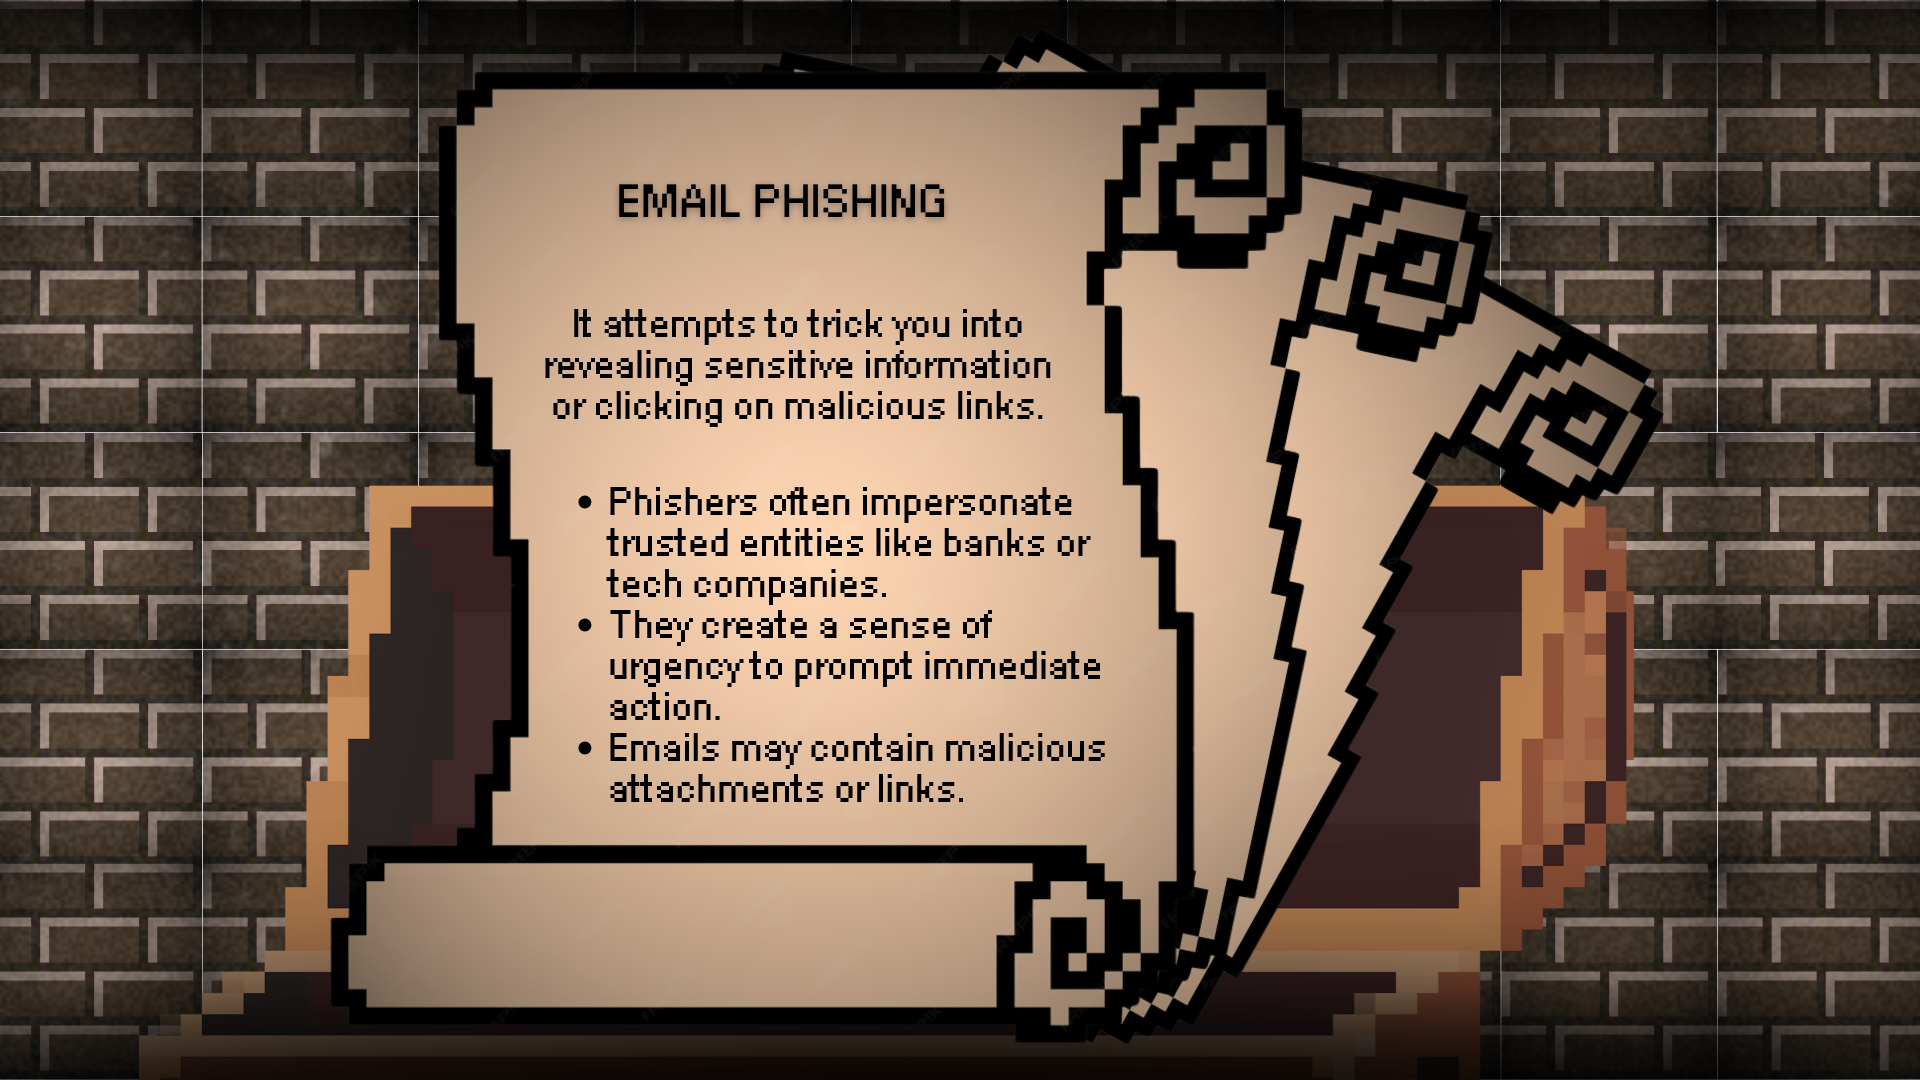 EMAIL PHISHING
It attempts to trick you into
revealing sensitive information
or clicking on malicious links.
• Phishers often impersonate
trusted entities like banks or
tech companies.
• They create a sense of
urgency to prompt immediate
action.
• Emails may contain malicious
attachments or links.